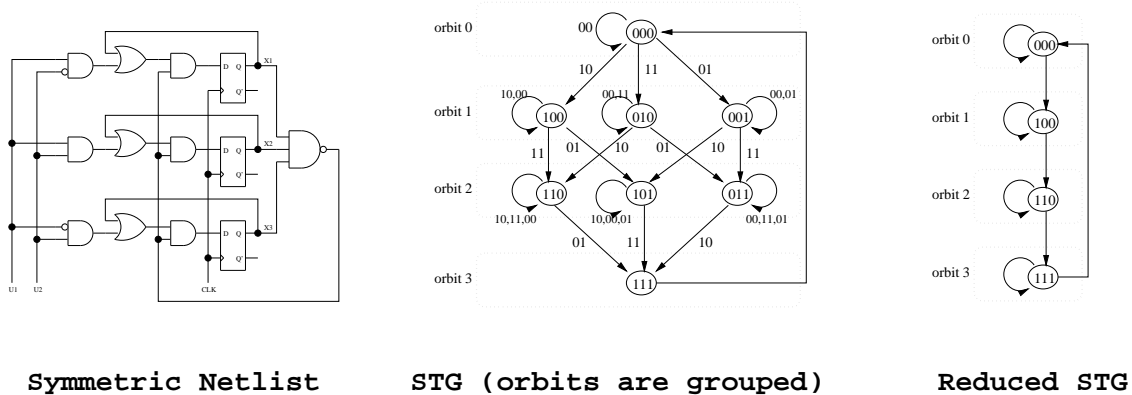 D Q
Q'
X1
D Q
Q'
X2
D Q
Q'
X3
U1 U2 CLK
orbit 0
00
000
10 11 01
orbit 1
10,00
100
00,11
010
00,01
001
11 01 10 01 10 11
orbit 2
110
101
011
10,11,00
10,00,01
00,11,01
01 11 10
orbit 3
111
orbit 0
000
orbit 1
100
orbit 2
110
orbit 3
111
Symmetric Netlist
STG (orbits are grouped)
Reduced STG